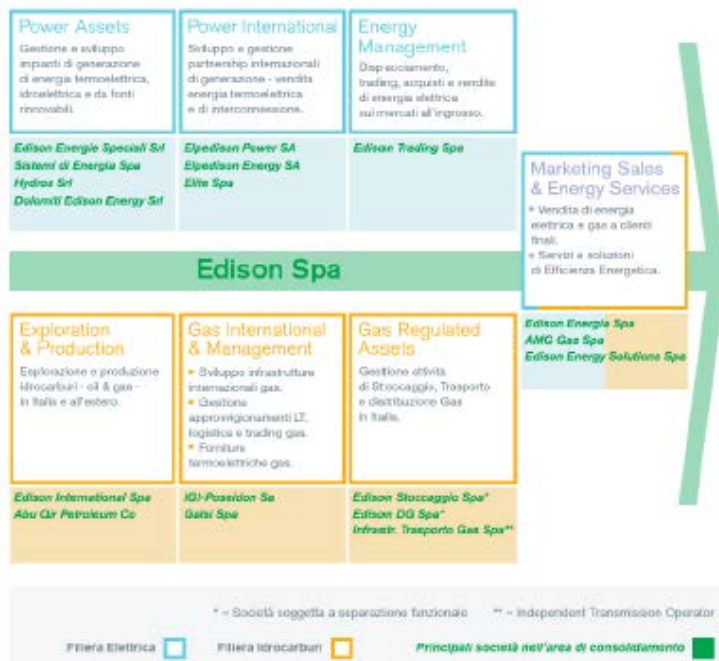 Power Assets
Gestione e sviluppo
impianti di generazione
di energia termoelettrica,
idroelettrica e da fonti
rinnovabili.
Edison Energie Speciali Srl
Sistemi di Energia Spa
Hydros Srl
Dolomiti Edison Energy Srl
Power International
Sviluppo e gestione
partnership internazionali
di generazione - vendita
energia termoelettrica
e di interconnessione.
Elpedison Power SA
Elpedison Energy SA
Elite Spa
Energy
Management
Dispacciamento,
trading, acquisti e vendite
di energia elettrica
sui mercati all'ingrosso.
Edison Trading Spa
Marketing Sales
& Energy Services
• Vendita di energia
elettrica e gas a clienti
finali.
• Servizi e soluzioni
di Efficienza Energetica.
Edison Energia Spa
AMG Gas Spa
Edison Energy Solutions Spa
Edison Spa
Exploration
& Production
Esplorazione e produzione
idrocarburi - oil & gas -
in Italia e all'estero.
Edison International Spa
Abu Qir Petroleum Co
Gas International
& Management
• Sviluppo infrastrutture
internazionali gas.
• Gestione
approvvigionamenti LT,
logistica e trading gas.
• Forniture
termoelettriche gas.
IGI-Poseidon Sa
Galsi Spa
Gas Regulated
Assets
Gestione attività
di Stoccaggio, Trasporto
e distribuzione Gas
in Italia.
Edison Stoccaggio Spa*
Edison DG Spa*
Infrastr. Trasporto Gas Spa**
* = Società soggetta a separazione funzionale ** = Independent Transmission Operator
Filiera Elettrica Filiera Idrocarburi Principali società nell'area di consolidamento